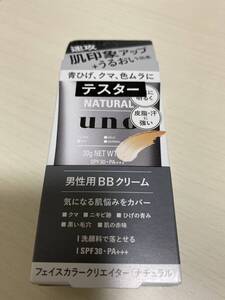 速攻
肌印象アップ
+うるおい
青ひげ、クマ、色ムラに
テスター
明るく
NATURAL
皮脂・汗に
強い
uno
30g NET WT.
SPF30・PA+++
男性用BBクリーム
気になる肌悩みをカバー
■クマ ■ニキビ跡 ■ひげの青み
■黒い毛穴 ■肌の赤味
洗顔料で落とせる
SPF30・PA+++
フェイスカラークリエイター(ナチュラル)